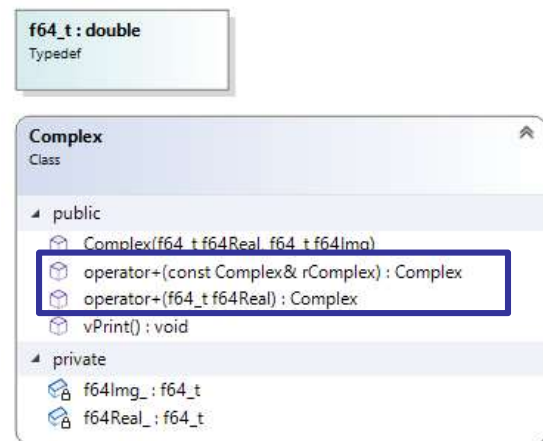 f64_t : double
Typedef
Complex
Class
public
Complex(f64_t f64Real, f64_t f64Img)
operator+(const Complex& rComplex) : Complex
operator+(f64_t f64Real) : Complex
vPrint() : void
private
f64Img_ : f64_t
f64Real_ : f64_t